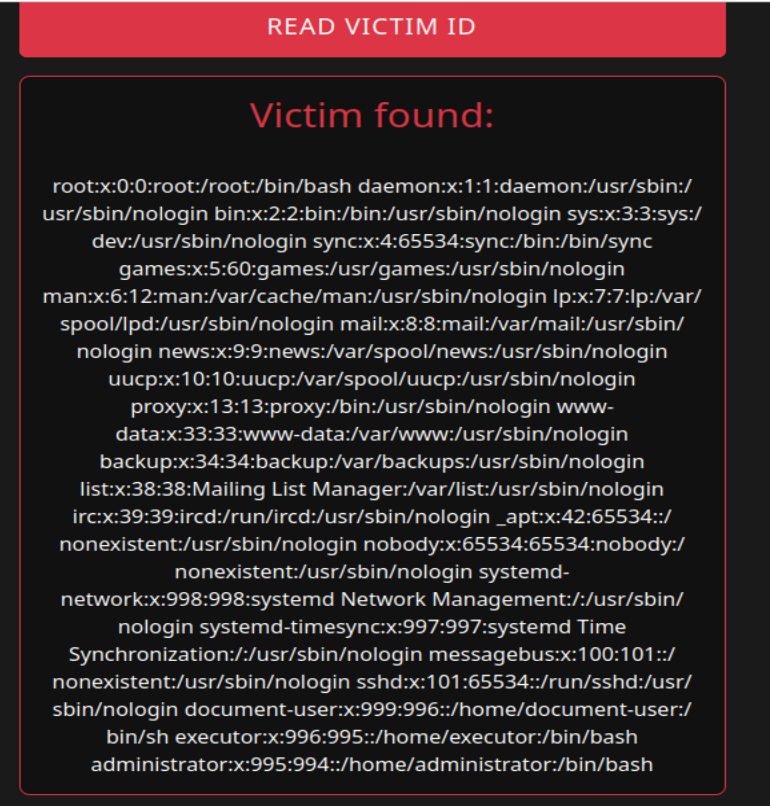 READ VICTIM ID
Victim found:
root:x:0:0:root:/root:/bin/bash daemon:x:1:1:daemon:/usr/sbin:/
usr/sbin/nologin bin:x:2:2:bin:/bin:/usr/sbin/nologin sys:x:3:3:sys:/
dev:/usr/sbin/nologin sync:x:4:65534:sync:/bin:/bin/sync
games:x:5:60:games:/usr/games:/usr/sbin/nologin
man:x:6:12:man:/var/cache/man:/usr/sbin/nologin lp:x:7:7:lp:/var/
spool/lpd:/usr/sbin/nologin mail:x:8:8:mail:/var/mail:/usr/sbin/
nologin news:x:9:9:news:/var/spool/news:/usr/sbin/nologin
uucp:x:10:10:uucp:/var/spool/uucp:/usr/sbin/nologin
proxy:x:13:13:proxy:/bin:/usr/sbin/nologin www-
data:x:33:33:www-data:/var/www:/usr/sbin/nologin
backup:x:34:34:backup:/var/backups:/usr/sbin/nologin
list:x:38:38:Mailing List Manager:/var/list:/usr/sbin/nologin
irc:x:39:39:ircd:/run/ircd:/usr/sbin/nologin _apt:x:42:65534::/
nonexistent:/usr/sbin/nologin nobody:x:65534:65534:nobody:/
nonexistent:/usr/sbin/nologin systemd-
network:x:998:998:systemd Network Management:/:/usr/sbin/
nologin systemd-timesync:x:997:997:systemd Time
Synchronization:/:/usr/sbin/nologin messagebus:x:100:101::/
nonexistent:/usr/sbin/nologin sshd:x:101:65534::/run/sshd:/usr/
sbin/nologin document-user:x:999:996::/home/document-user:/
bin/sh executor:x:996:995::/home/executor:/bin/bash
administrator:x:995:994::/home/administrator:/bin/bash